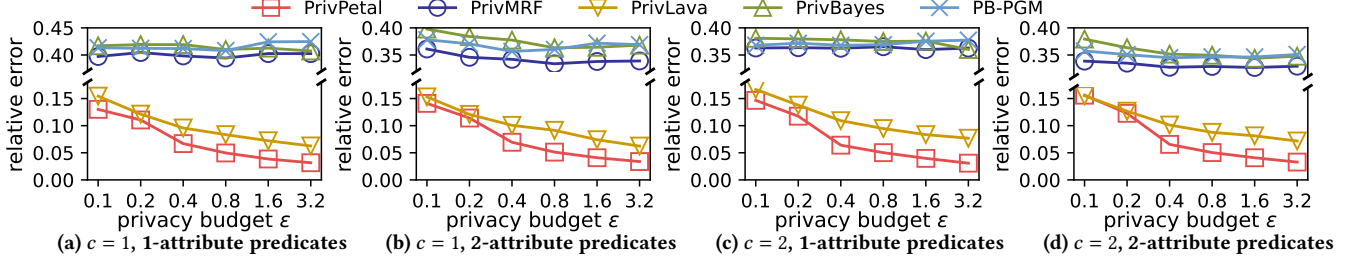 PrivPetal PrivMRF PrivLava PrivBayes PB-PGM
relative error
0.45
0.40
0.15
0.10
0.05
0.00
0.1 0.2 0.4 0.8 1.6 3.2
privacy budget ε
(a) c = 1, 1-attribute predicates
relative error
0.40
0.35
0.15
0.10
0.05
0.00
0.1 0.2 0.4 0.8 1.6 3.2
privacy budget ε
(b) c = 1, 2-attribute predicates
relative error
0.40
0.35
0.15
0.10
0.05
0.00
0.1 0.2 0.4 0.8 1.6 3.2
privacy budget ε
(c) c = 2, 1-attribute predicates
relative error
0.40
0.35
0.15
0.10
0.05
0.00
0.1 0.2 0.4 0.8 1.6 3.2
privacy budget ε
(d) c = 2, 2-attribute predicates